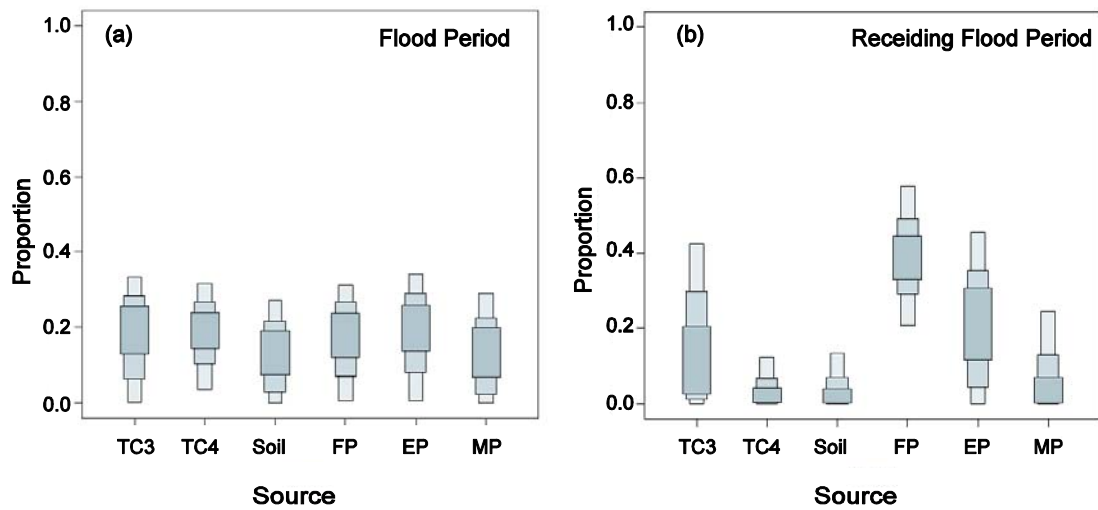 (a) Flood Period
1.0
0.8
0.6
0.4
0.2
0.0
Proportion
TC3 TC4 Soil FP EP MP
Source
(b) Receiding Flood Period
1.0
0.8
0.6
0.4
0.2
0.0
Proportion
TC3 TC4 Soil FP EP MP
Source